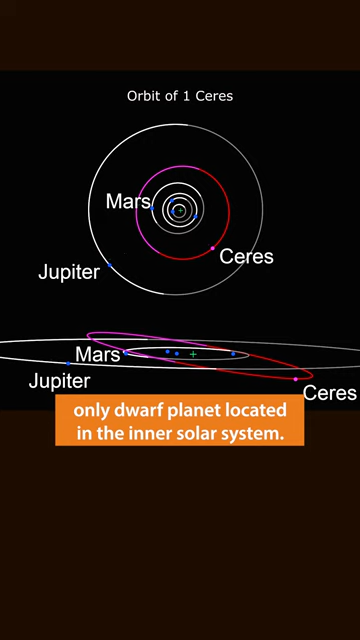 Orbit of 1 Ceres
Mars
Ceres
Jupiter
Mars
Jupiter
Ceres
only dwarf planet located
in the inner solar system.